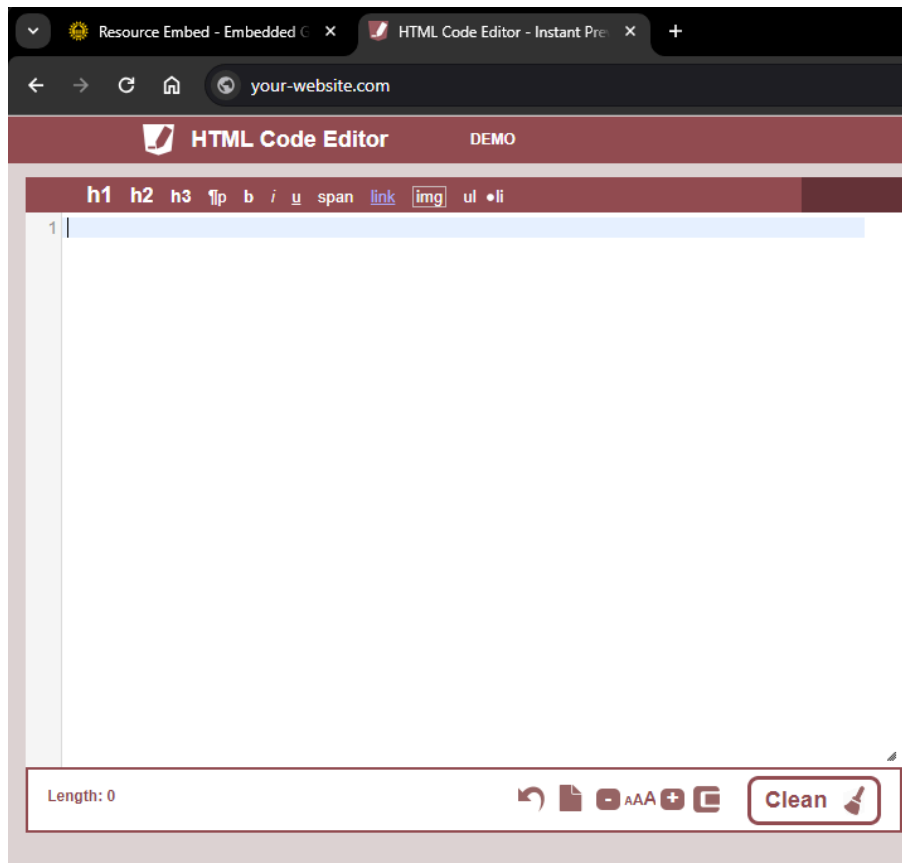 Resource Embed - Embedded G
HTML Code Editor - Instant Pre
your-website.com
HTML Code Editor DEMO
h1 h2 h3 ¶p b i u span link img ul •li
1
Length: 0
- AAA +
Clean